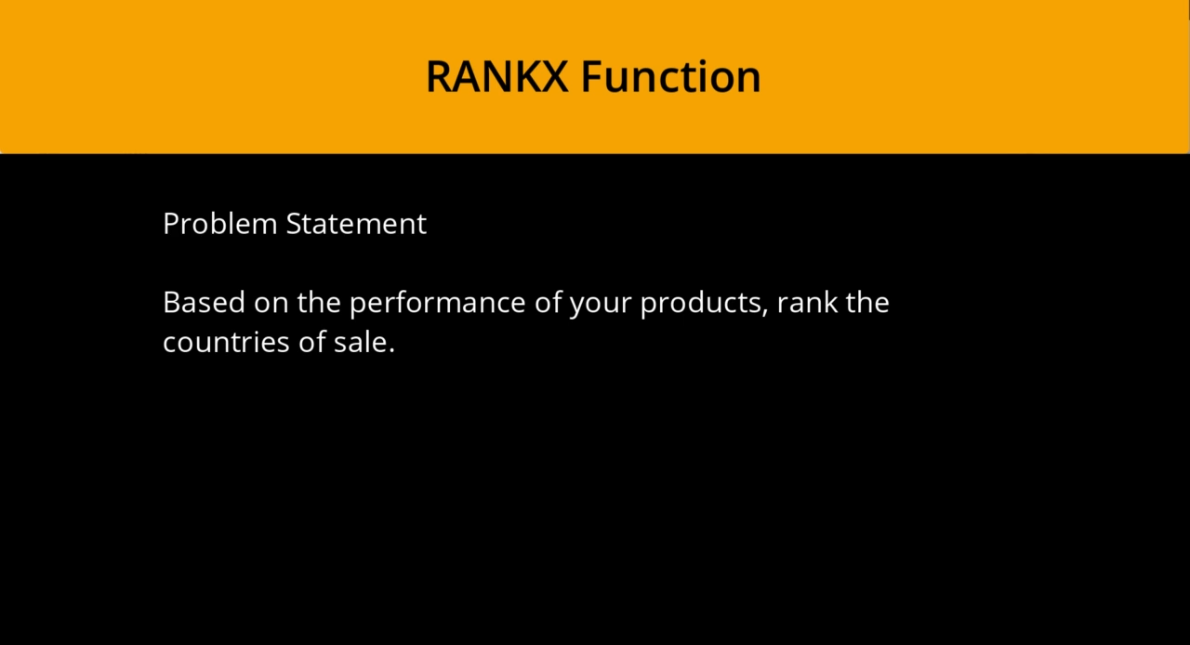 RANKX Function
Problem Statement
Based on the performance of your products, rank the
countries of sale.